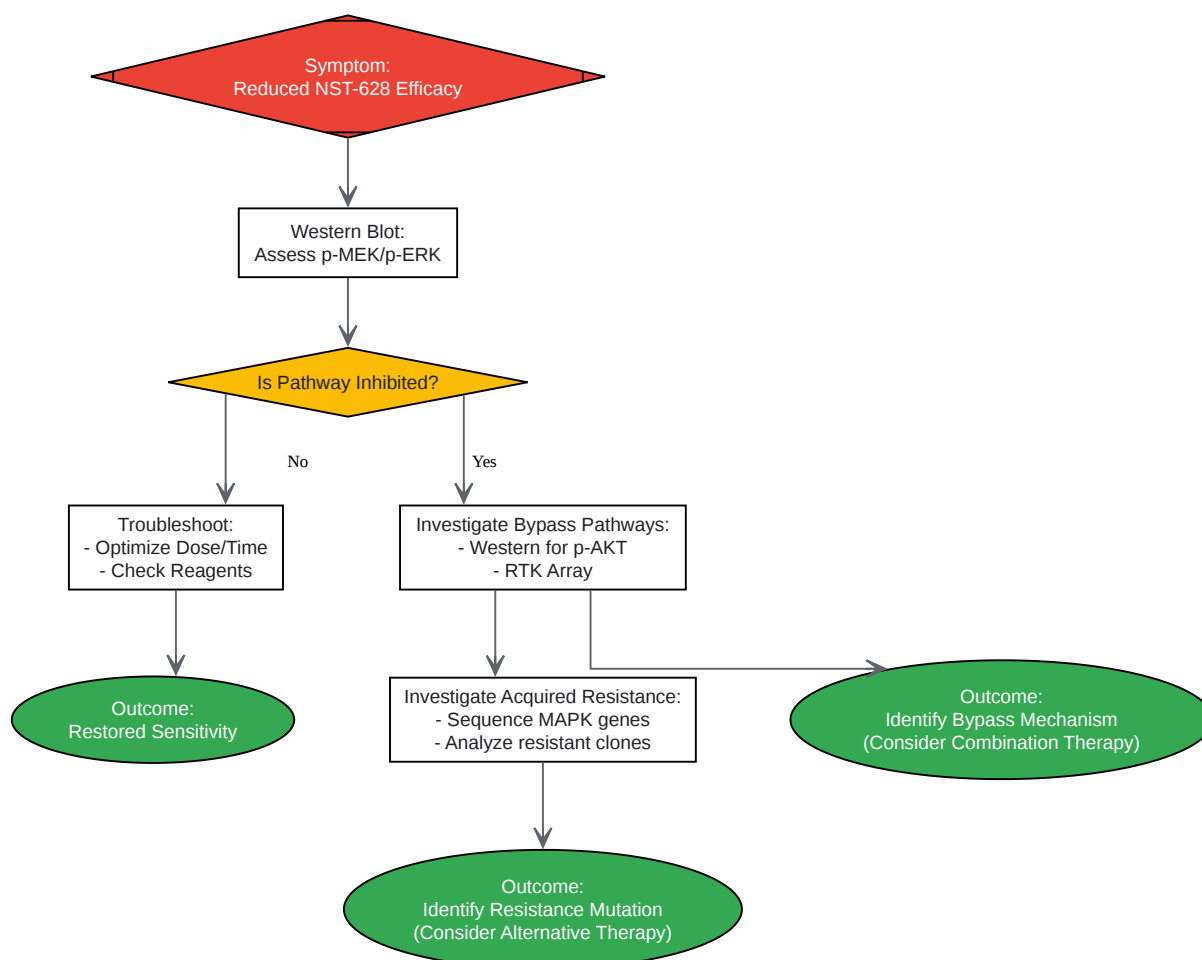 Symptom:
Reduced NST-628 Efficacy
Western Blot:
Assess p-MEK/p-ERK
Is Pathway Inhibited?
No
Yes
Troubleshoot:
- Optimize Dose/Time
- Check Reagents
Investigate Bypass Pathways:
- Western for p-AKT
- RTK Array
Outcome:
Restored Sensitivity
Investigate Acquired Resistance:
- Sequence MAPK genes
- Analyze resistant clones
Outcome:
Identify Bypass Mechanism
(Consider Combination Therapy)
Outcome:
Identify Resistance Mutation
(Consider Alternative Therapy)